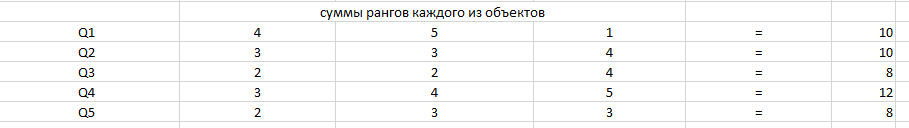 суммы рангов каждого из объектов
Q1 4 5 1 = 10
Q2 3 3 4 = 10
Q3 2 2 4 = 8
Q4 3 4 5 = 12
Q5 2 3 3 = 8